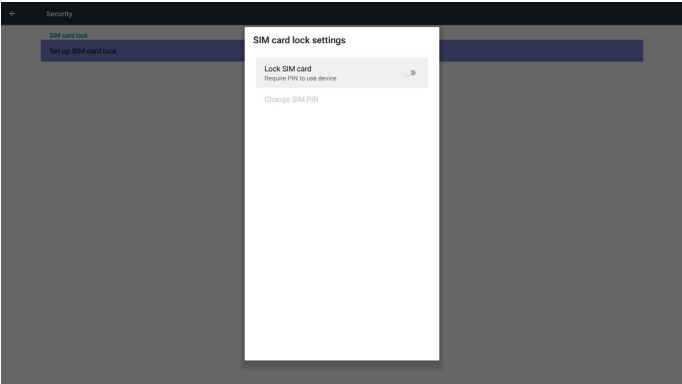 Security
SIM card lock
Set up SIM card lock
SIM card lock settings
Lock SIM card
Require PIN to use device
Change SIM PIN